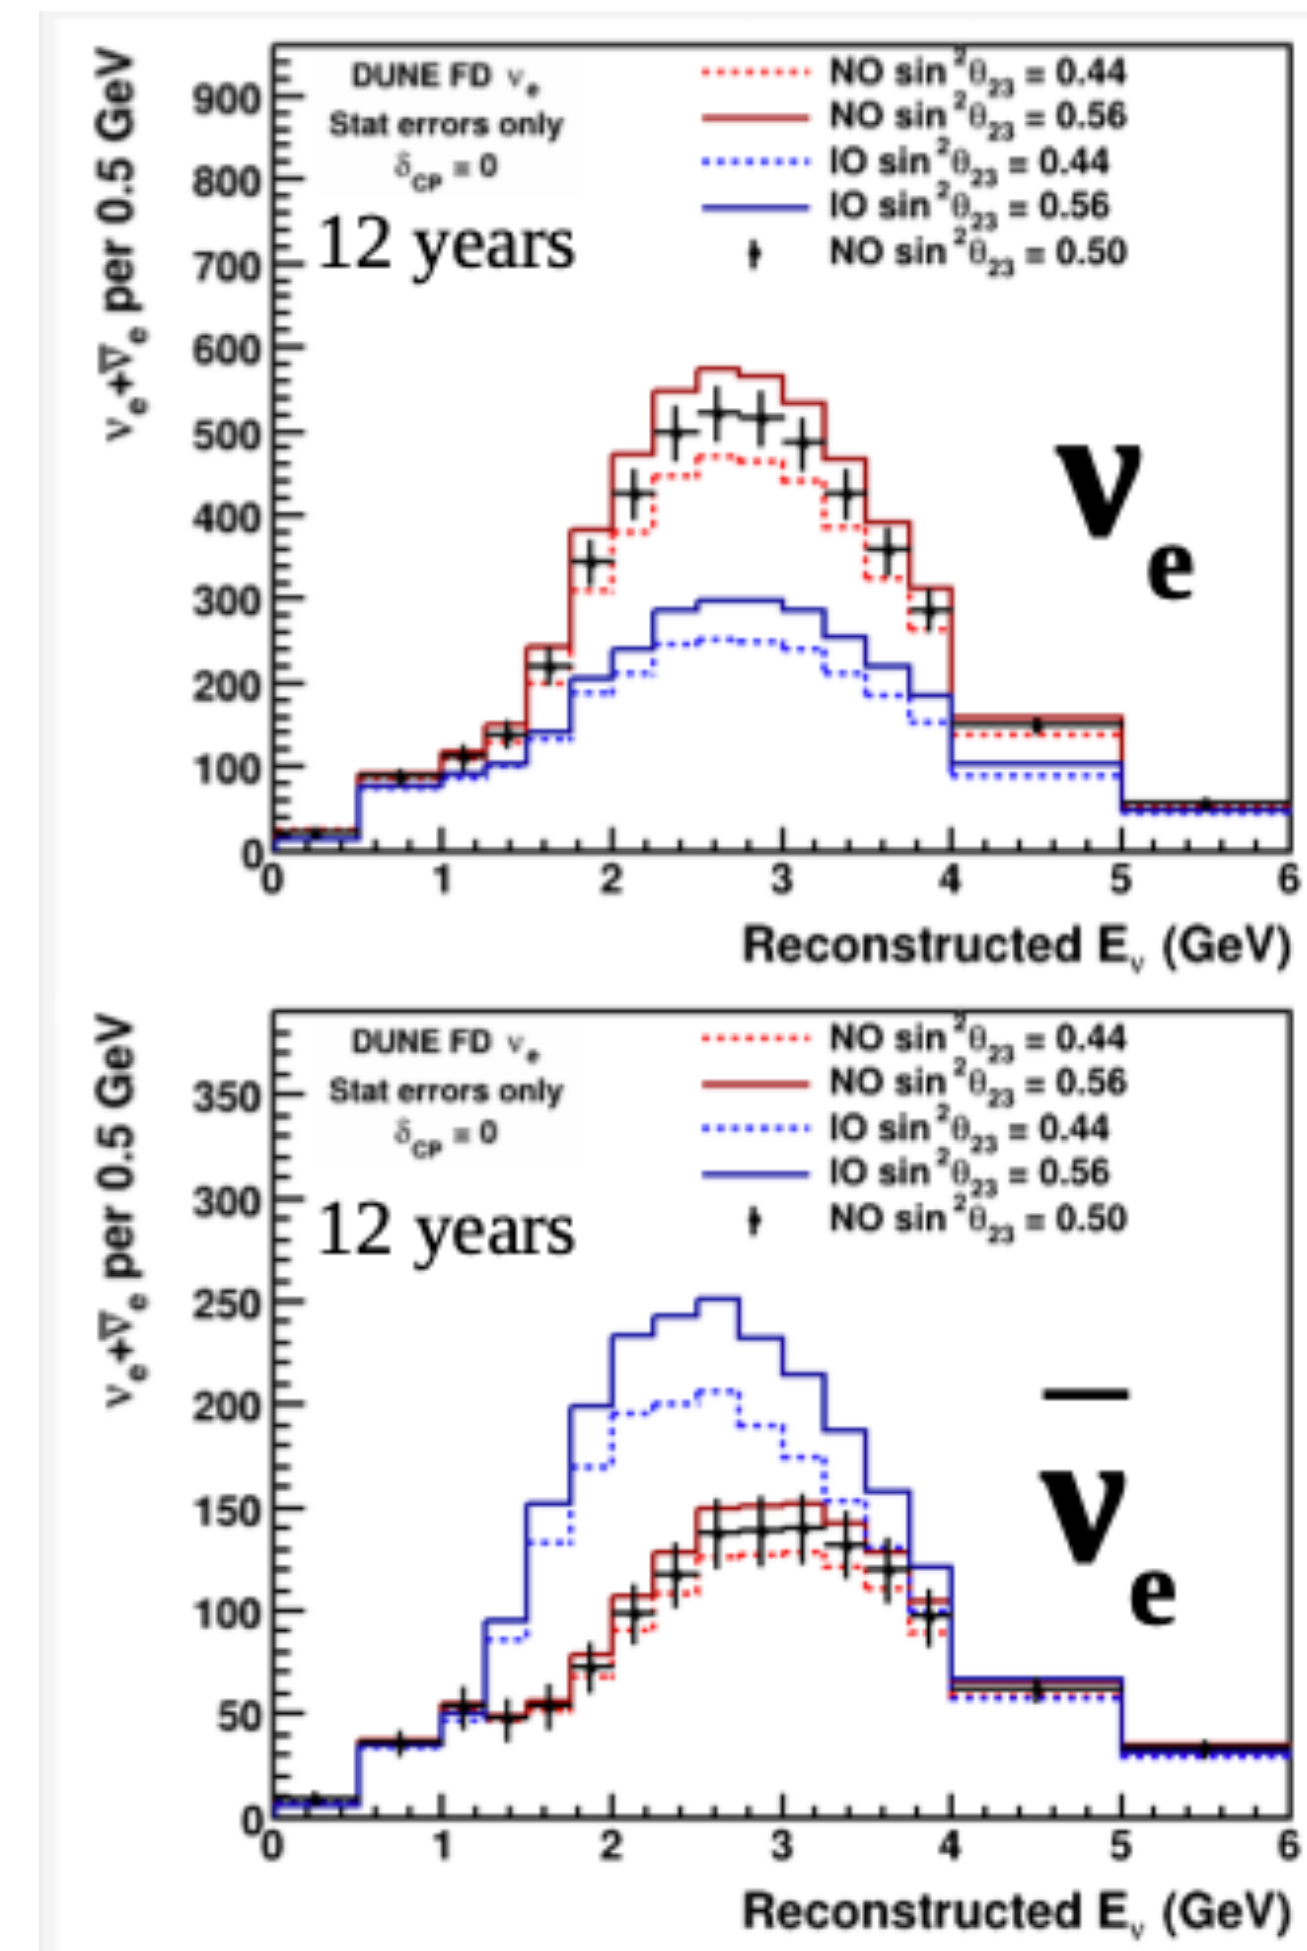 DUNE FD νe
Stat errors only
δCP = 0
12 years
NO sin²θ23 = 0.44
NO sin²θ23 = 0.56
IO sin²θ23 = 0.44
IO sin²θ23 = 0.56
NO sin²θ23 = 0.50
νe+ν̅e per 0.5 GeV
900
800
700
600
500
400
300
200
100
0
νe
0 1 2 3 4 5 6
Reconstructed Eν (GeV)
DUNE FD νe
Stat errors only
δCP = 0
12 years
NO sin²θ23 = 0.44
NO sin²θ23 = 0.56
IO sin²θ23 = 0.44
IO sin²θ23 = 0.56
NO sin²θ23 = 0.50
νe+ν̅e per 0.5 GeV
350
300
250
200
150
100
50
0
ν̅e
0 1 2 3 4 5 6
Reconstructed Eν (GeV)